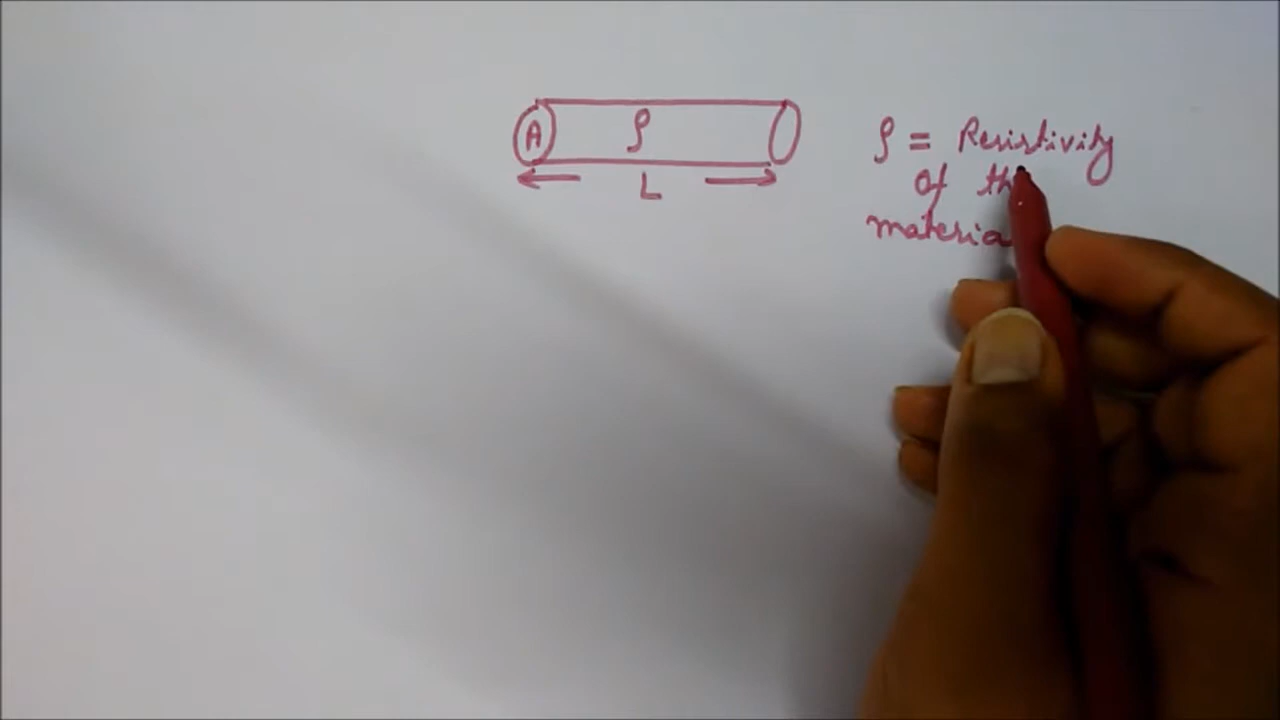 A ρ
L
ρ = Resistivity
of th
materia